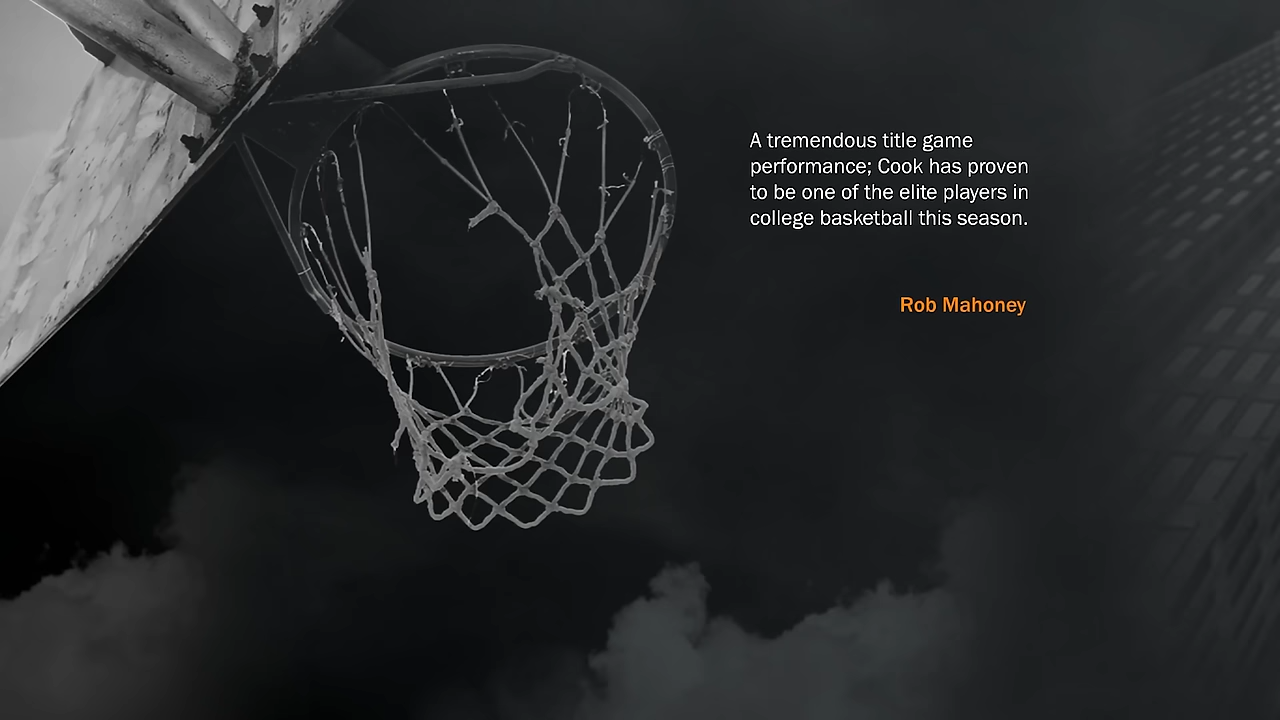 A tremendous title game
performance; Cook has proven
to be one of the elite players in
college basketball this season.
Rob Mahoney